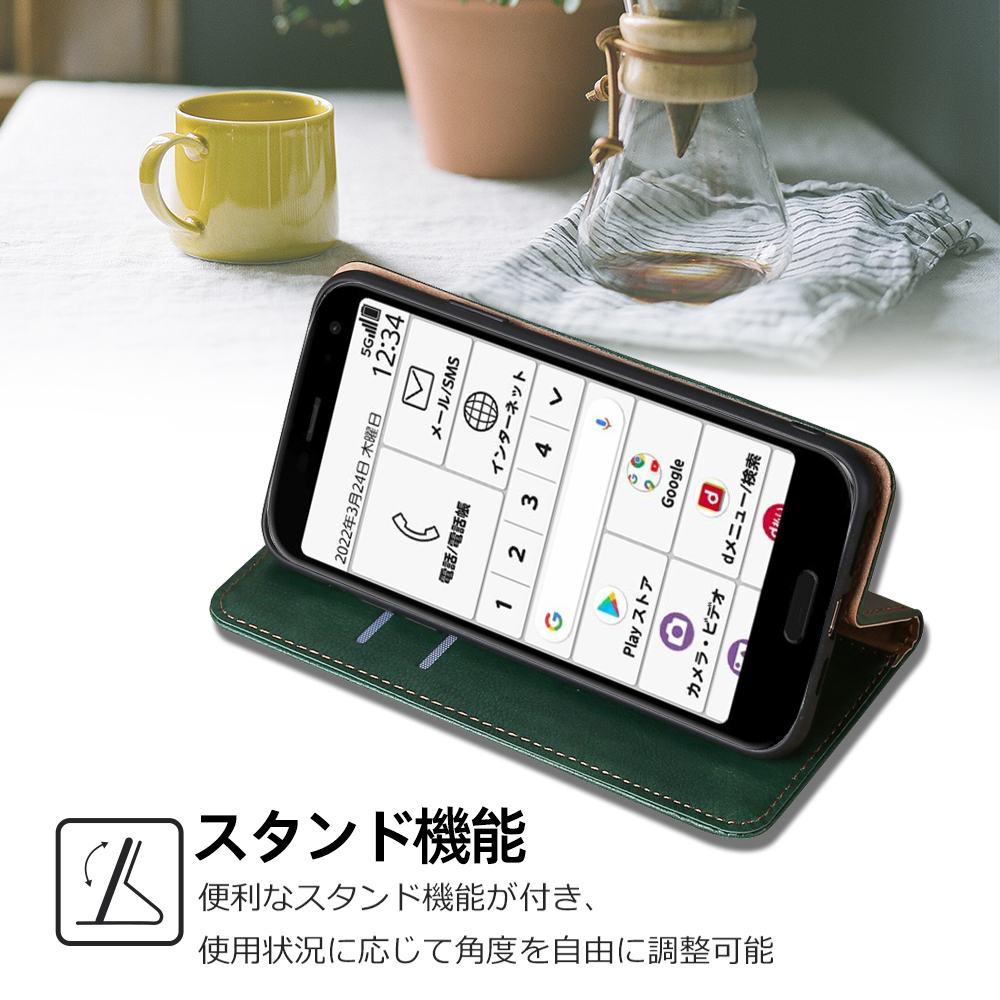 5G
12:34
2022年3月24日 木曜日
メール/SMS
電話/電話帳
インターネット
1 2 3 4
G
Google
Play ストア
d
dメニュー/検索
カメラ・ビデオ
d払い
スタンド機能
便利なスタンド機能が付き、
使用状況に応じて角度を自由に調整可能